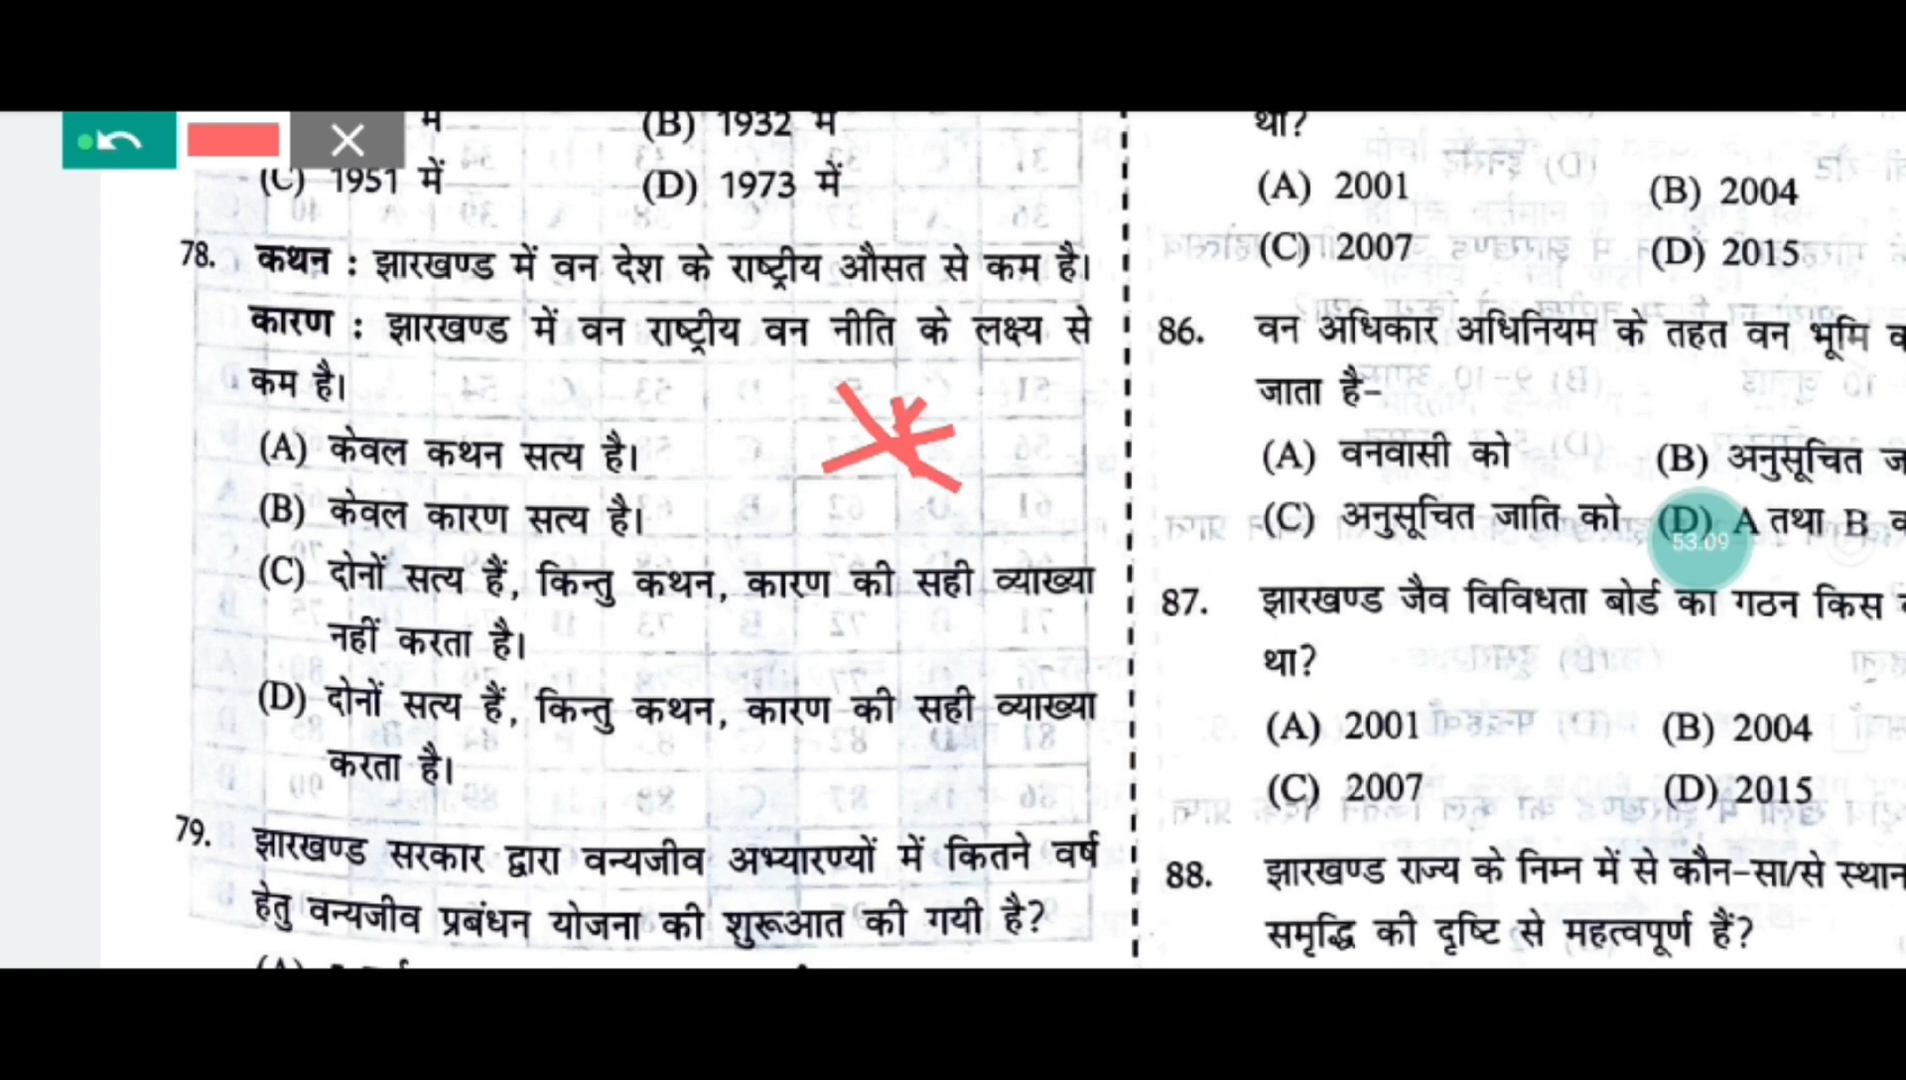 में
(B) 1932 में
(C) 1951 में
(D) 1973 में
78. कथन : झारखण्ड में वन देश के राष्ट्रीय औसत से कम है।
कारण : झारखण्ड में वन राष्ट्रीय वन नीति के लक्ष्य से
कम है।
(A) केवल कथन सत्य है।
(B) केवल कारण सत्य है।
(C) दोनों सत्य हैं, किन्तु कथन, कारण की सही व्याख्या
नहीं करता है।
(D) दोनों सत्य हैं, किन्तु कथन, कारण की सही व्याख्या
करता है।
79. झारखण्ड सरकार द्वारा वन्यजीव अभ्यारण्यों में कितने वर्ष
हेतु वन्यजीव प्रबंधन योजना की शुरूआत की गयी है?
था?
(A) 2001
(B) 2004
(C) 2007
(D) 2015
86. वन अधिकार अधिनियम के तहत वन भूमि
जाता है-
(A) वनवासी को
(B) अनुसूचित
(C) अनुसूचित जाति को
(D) A तथा B
53:09
87. झारखण्ड जैव विविधता बोर्ड का गठन किस
था?
(A) 2001
(B) 2004
(C) 2007
(D) 2015
88. झारखण्ड राज्य के निम्न में से कौन-सा/से स्थान
समृद्धि की दृष्टि से महत्वपूर्ण हैं?